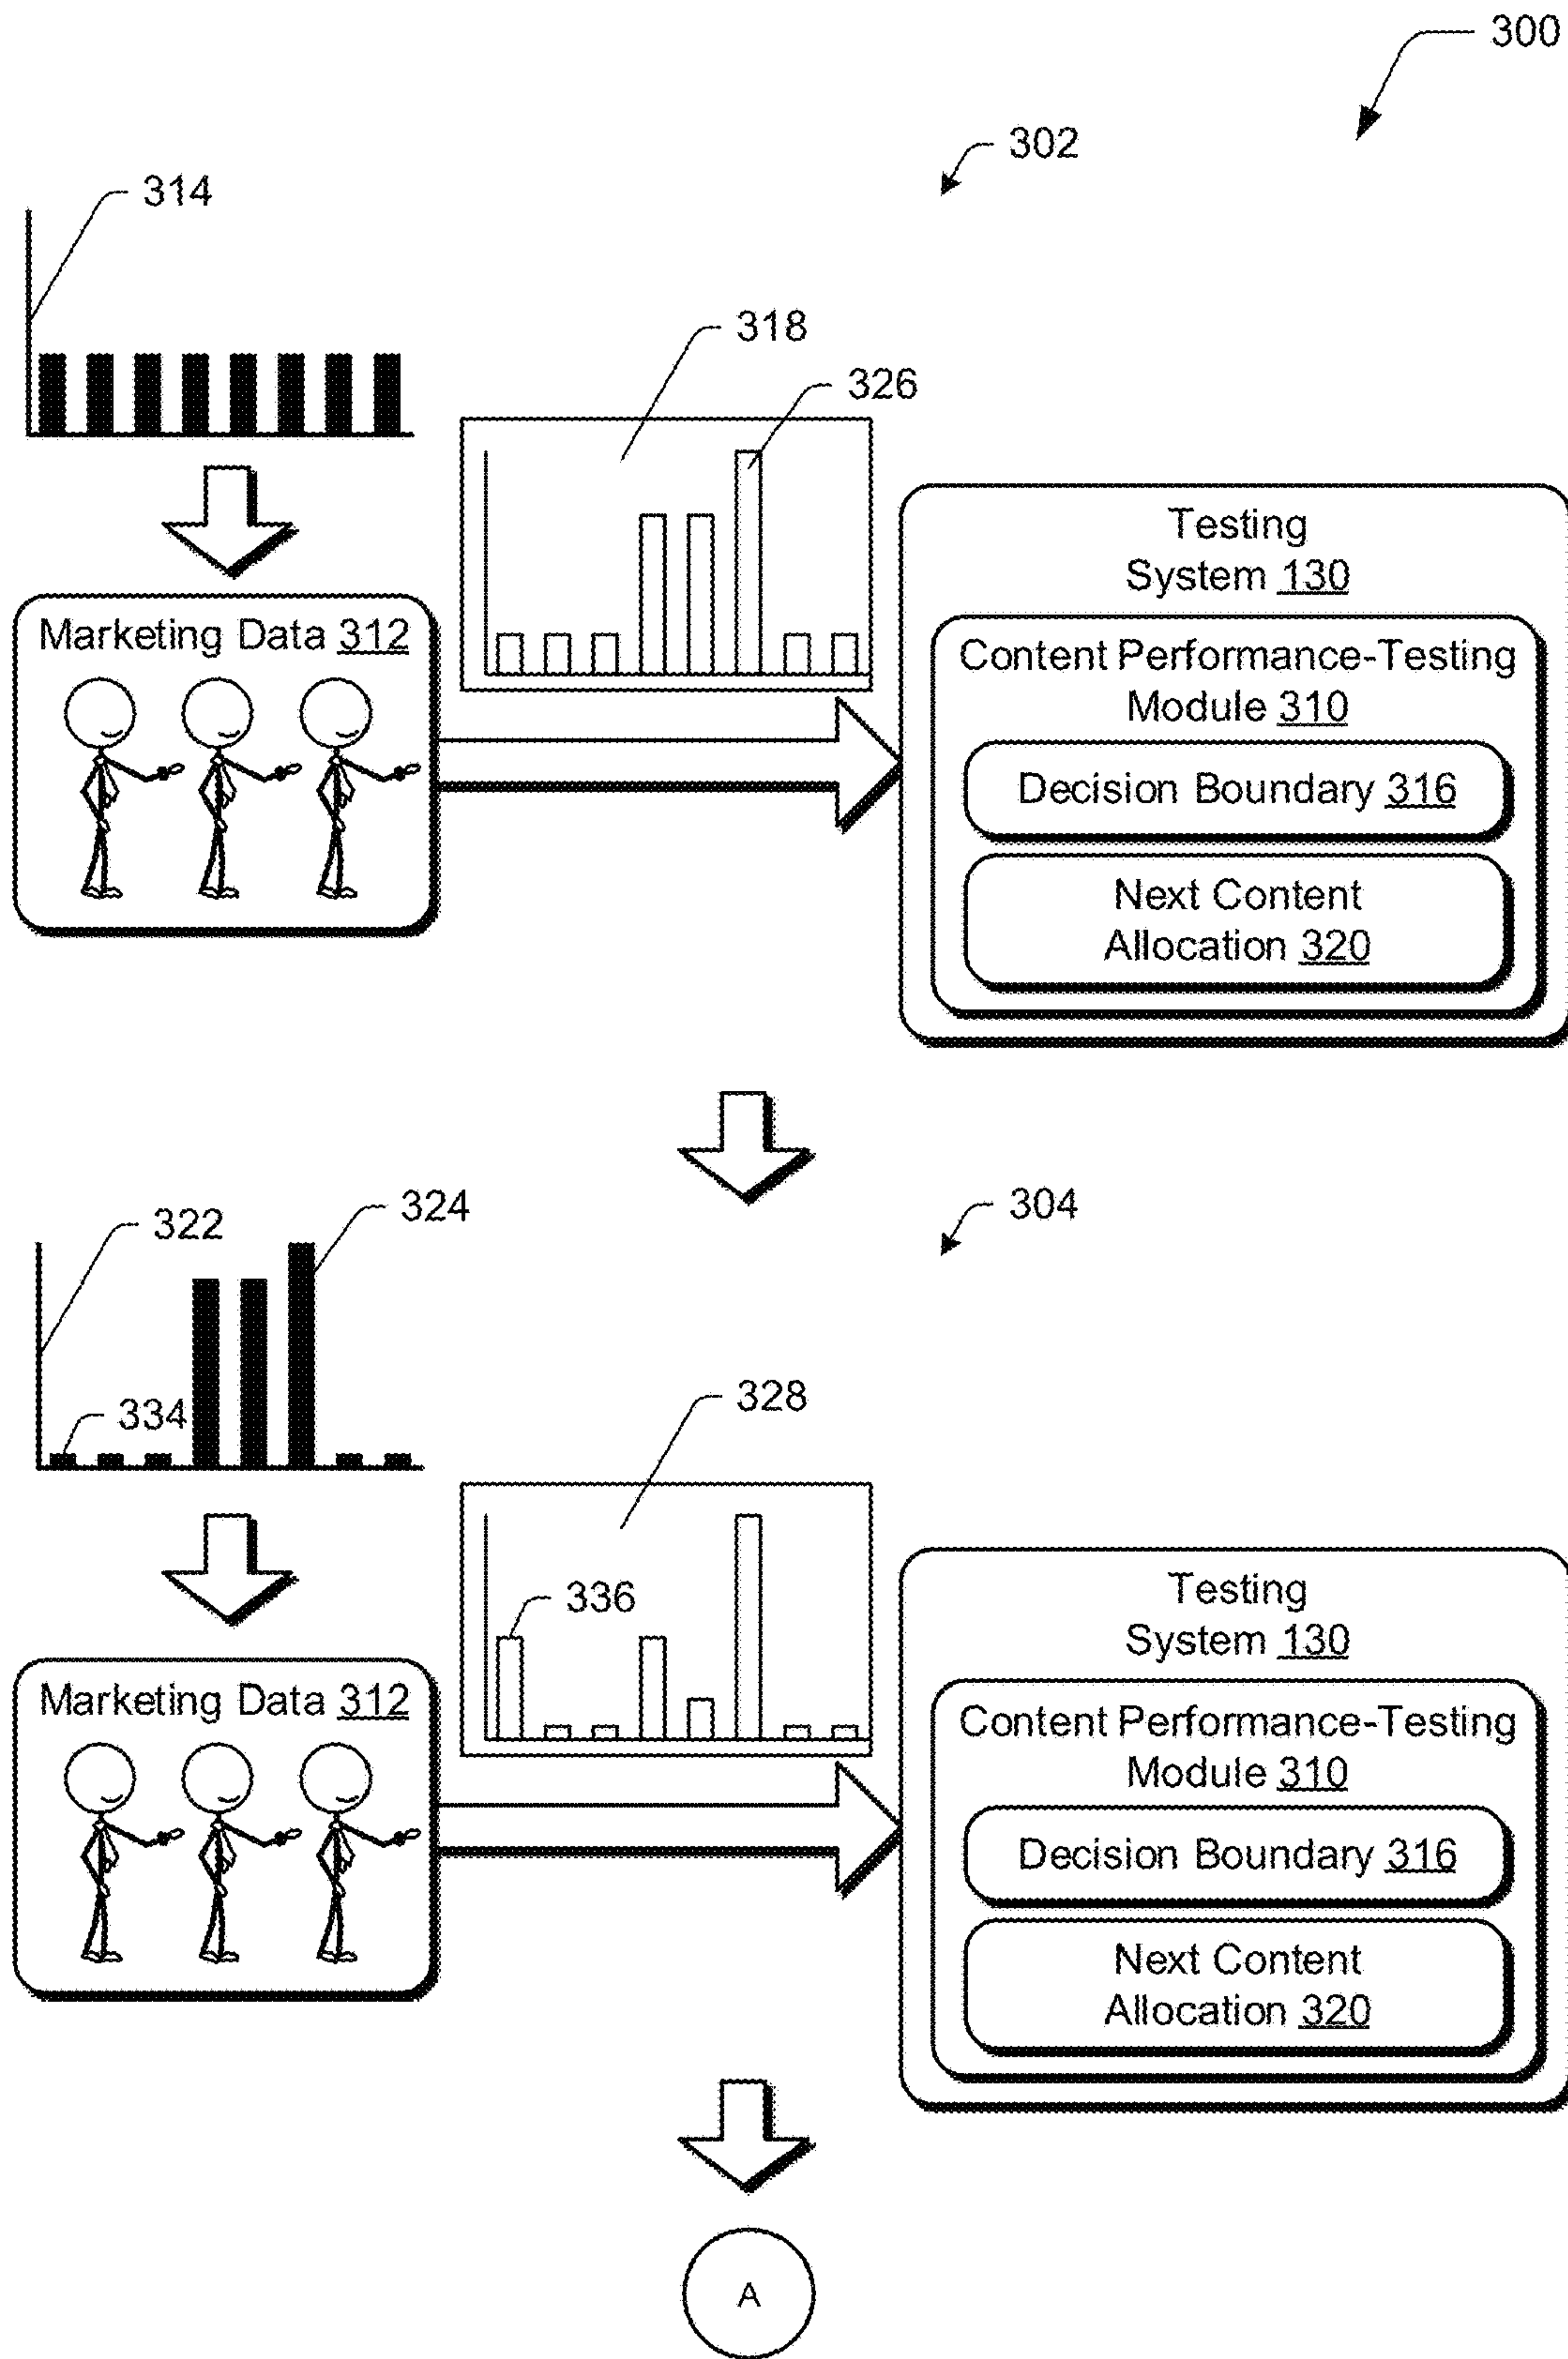 300
302
314
318
326
Testing
System 130
Marketing Data 312
Content Performance-Testing
Module 310
Decision Boundary 316
Next Content
Allocation 320
304
322
324
334
328
336
Testing
System 130
Marketing Data 312
Content Performance-Testing
Module 310
Decision Boundary 316
Next Content
Allocation 320
A